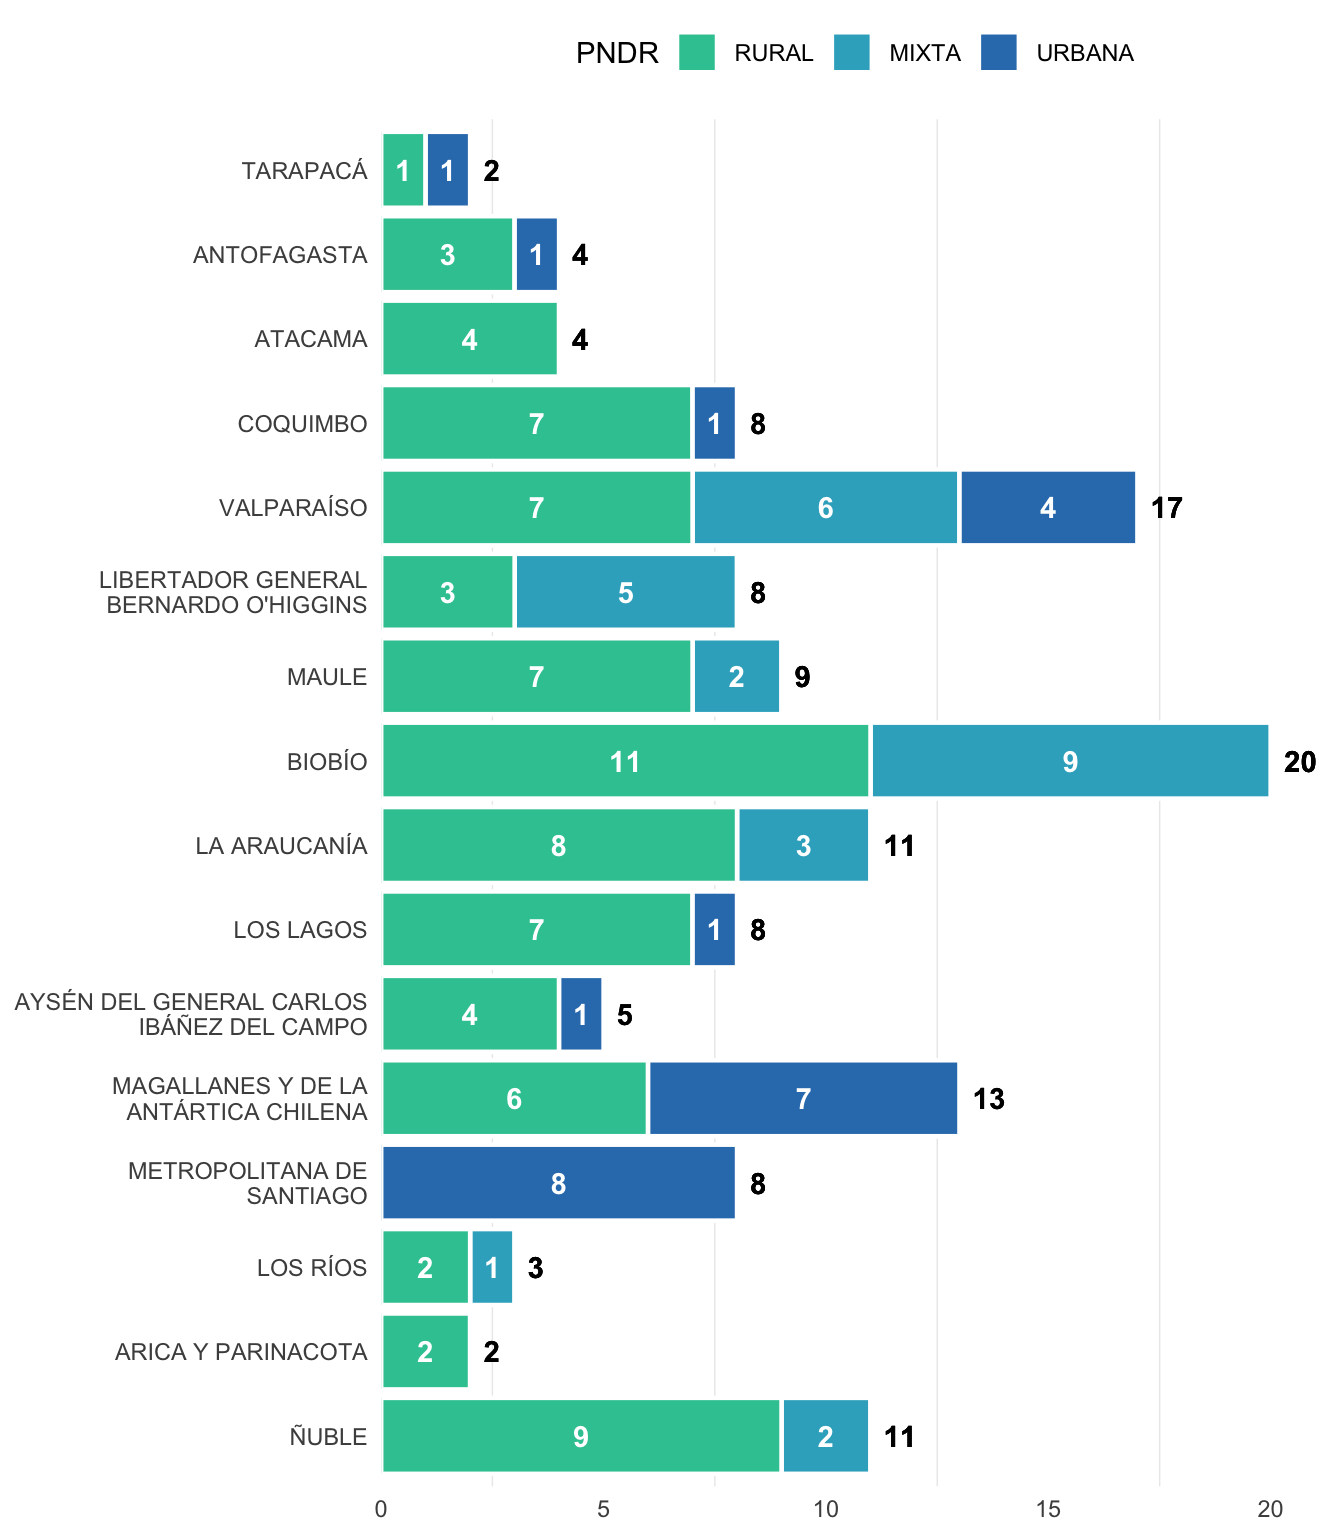 PNDR RURAL MIXTA URBANA
TARAPACÁ 1 1 2
ANTOFAGASTA 3 1 4
ATACAMA 4 4
COQUIMBO 7 1 8
VALPARAÍSO 7 6 4 17
LIBERTADOR GENERAL
BERNARDO O'HIGGINS 3 5 8
MAULE 7 2 9
BIOBÍO 11 9 20
LA ARAUCANÍA 8 3 11
LOS LAGOS 7 1 8
AYSÉN DEL GENERAL CARLOS
IBÁÑEZ DEL CAMPO 4 1 5
MAGALLANES Y DE LA
ANTÁRTICA CHILENA 6 7 13
METROPOLITANA DE
SANTIAGO 8 8
LOS RÍOS 2 1 3
ARICA Y PARINACOTA 2 2
ÑUBLE 9 2 11
0 5 10 15 20